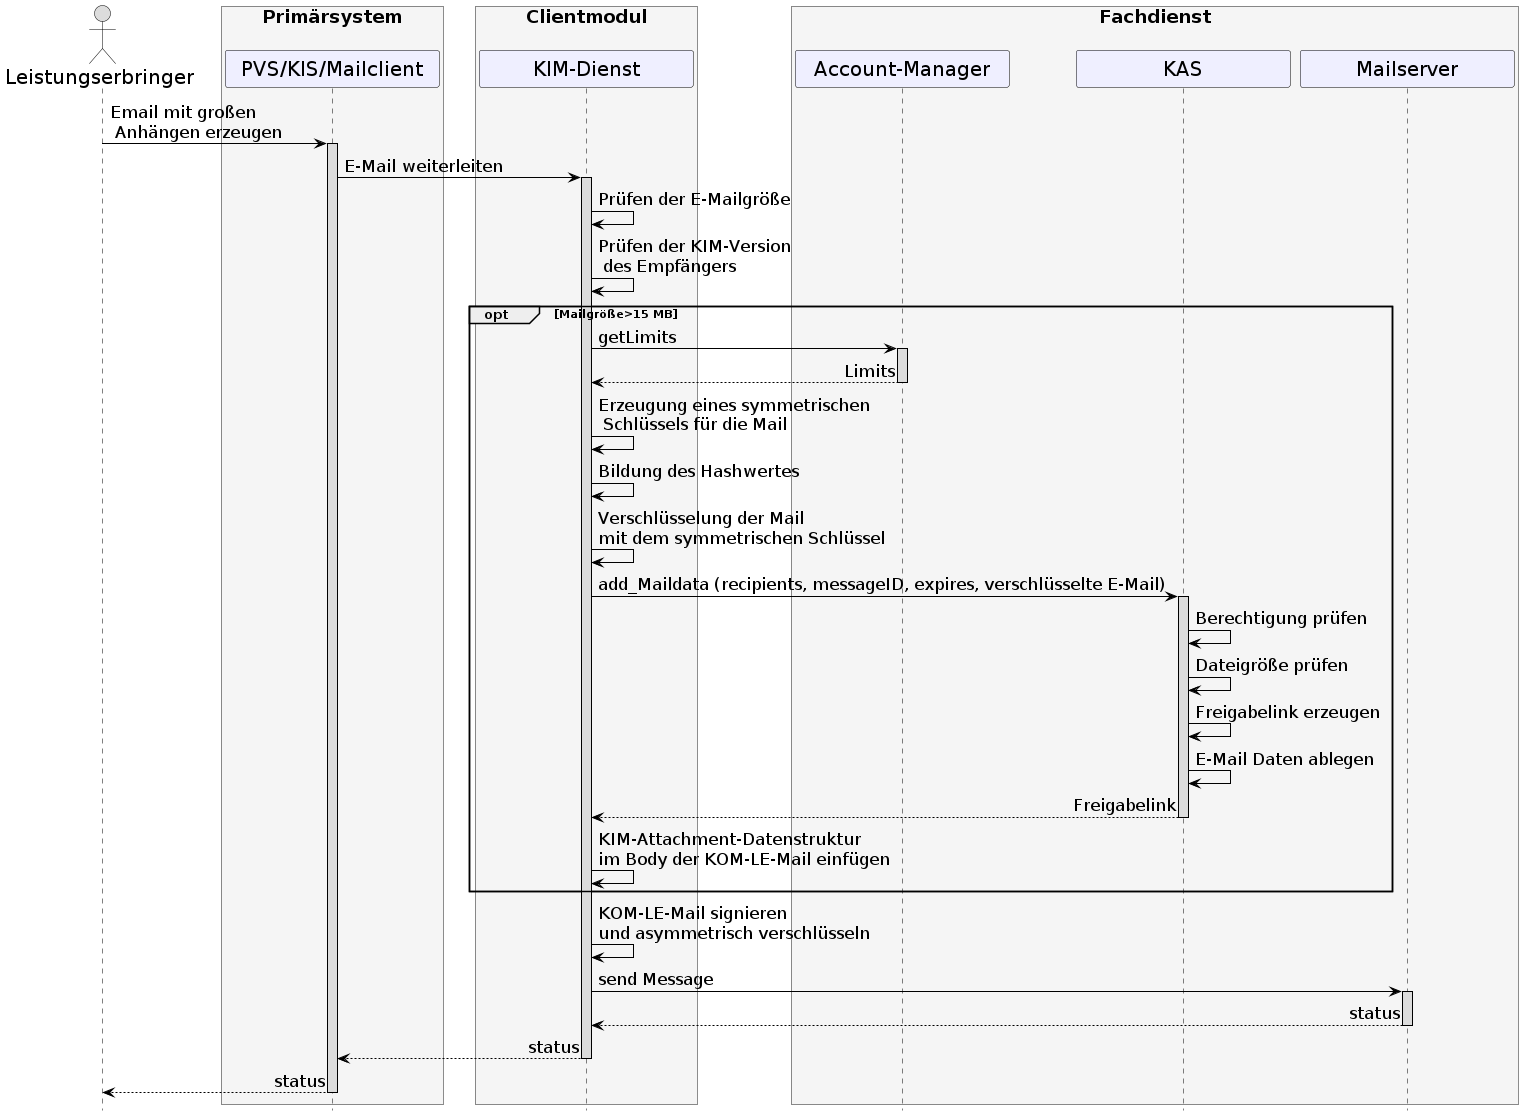 Primärsystem
Clientmodul
Fachdienst
Leistungserbringer
PVS/KIS/Mailclient
KIM-Dienst
Account-Manager
KAS
Mailserver
Email mit großen
Anhängen erzeugen
E-Mail weiterleiten
Prüfen der E-Mailgröße
Prüfen der KIM-Version
des Empfängers
opt
[Mailgröße>15 MB]
getLimits
Limits
Erzeugung eines symmetrischen
Schlüssels für die Mail
Bildung des Hashwertes
Verschlüsselung der Mail
mit dem symmetrischen Schlüssel
add_Maildata (recipients, messageID, expires, verschlüsselte E-Mail)
Berechtigung prüfen
Dateigröße prüfen
Freigabelink erzeugen
E-Mail Daten ablegen
Freigabelink
KIM-Attachment-Datenstruktur
im Body der KOM-LE-Mail einfügen
KOM-LE-Mail signieren
und asymmetrisch verschlüsseln
send Message
status
status
status